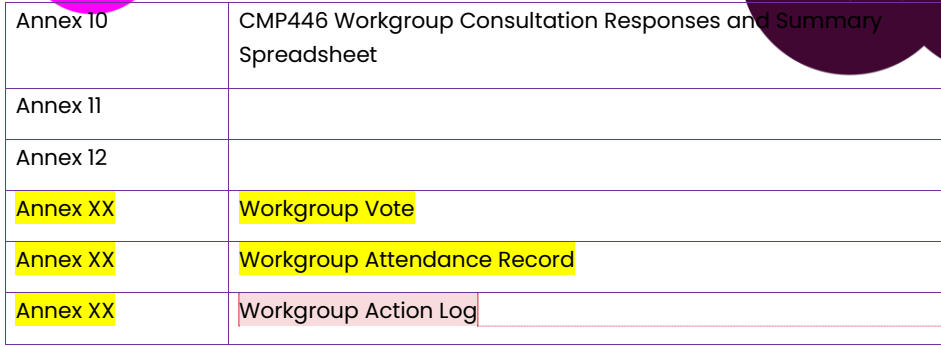 Annex 10
CMP446 Workgroup Consultation Responses and Summary
Spreadsheet
Annex 11
Annex 12
Annex XX
Workgroup Vote
Annex XX
Workgroup Attendance Record
Annex XX
Workgroup Action Log